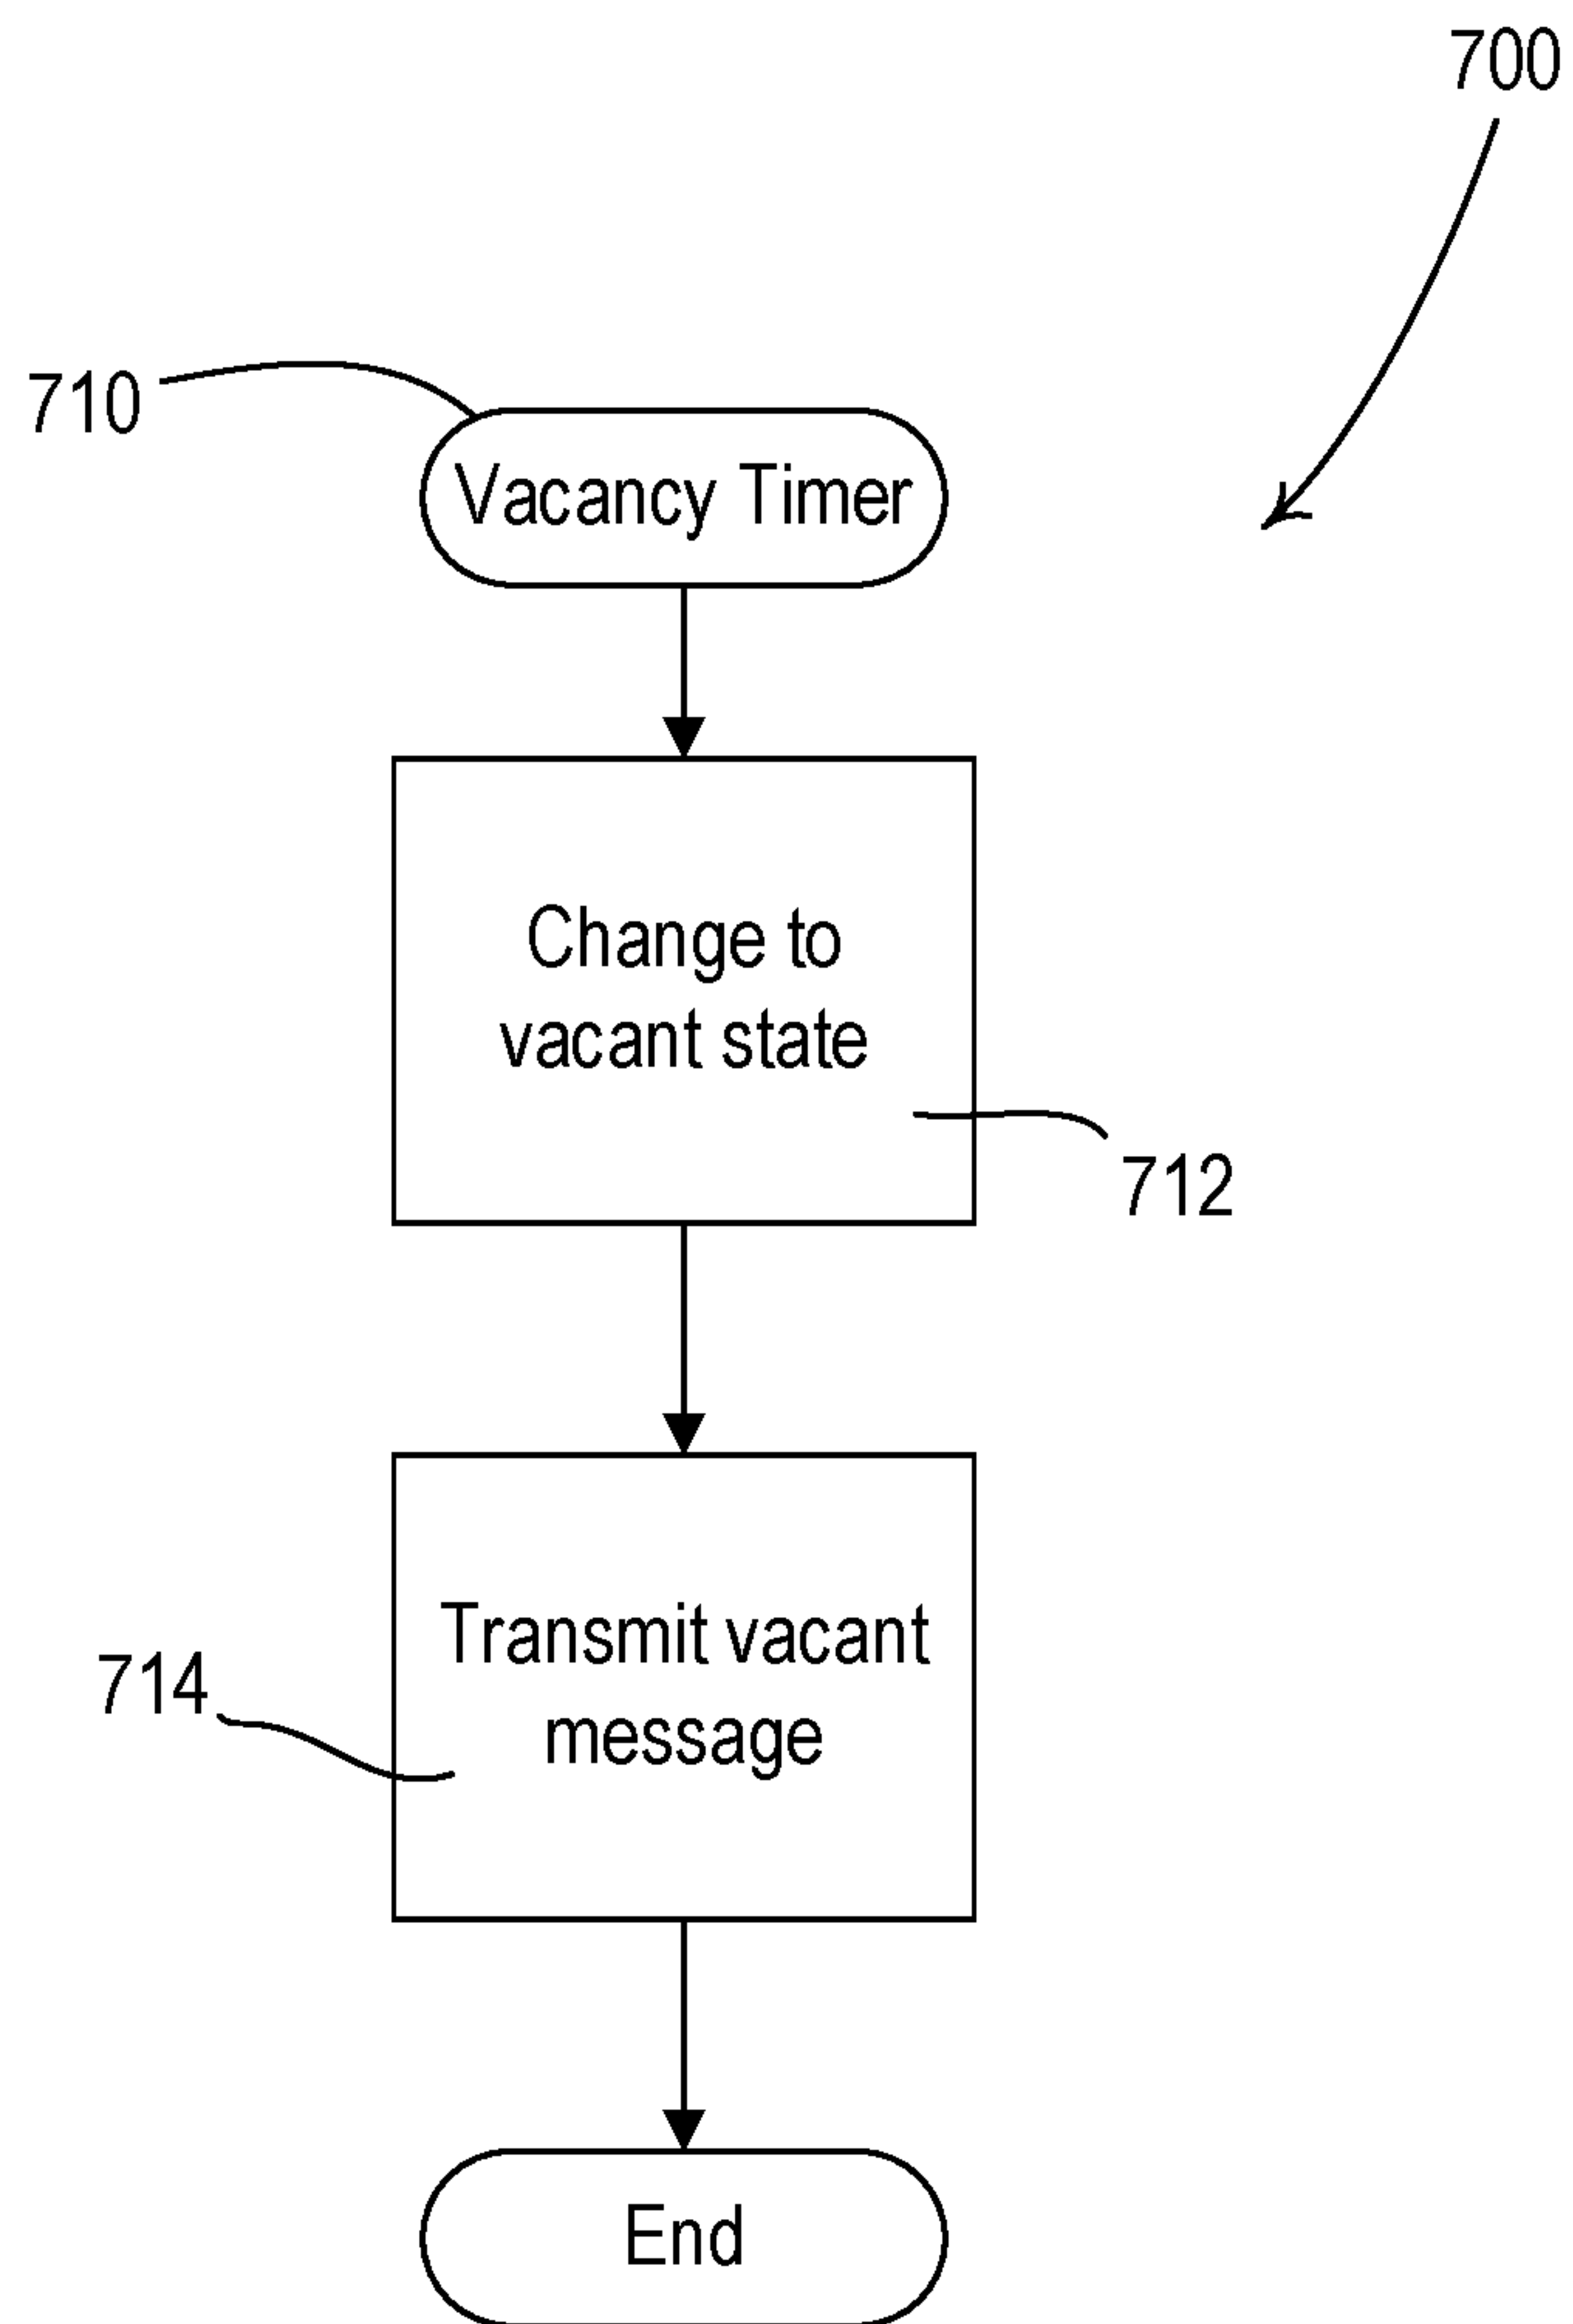 700
710
Vacancy Timer
Change to
vacant state
712
Transmit vacant
714
message
End